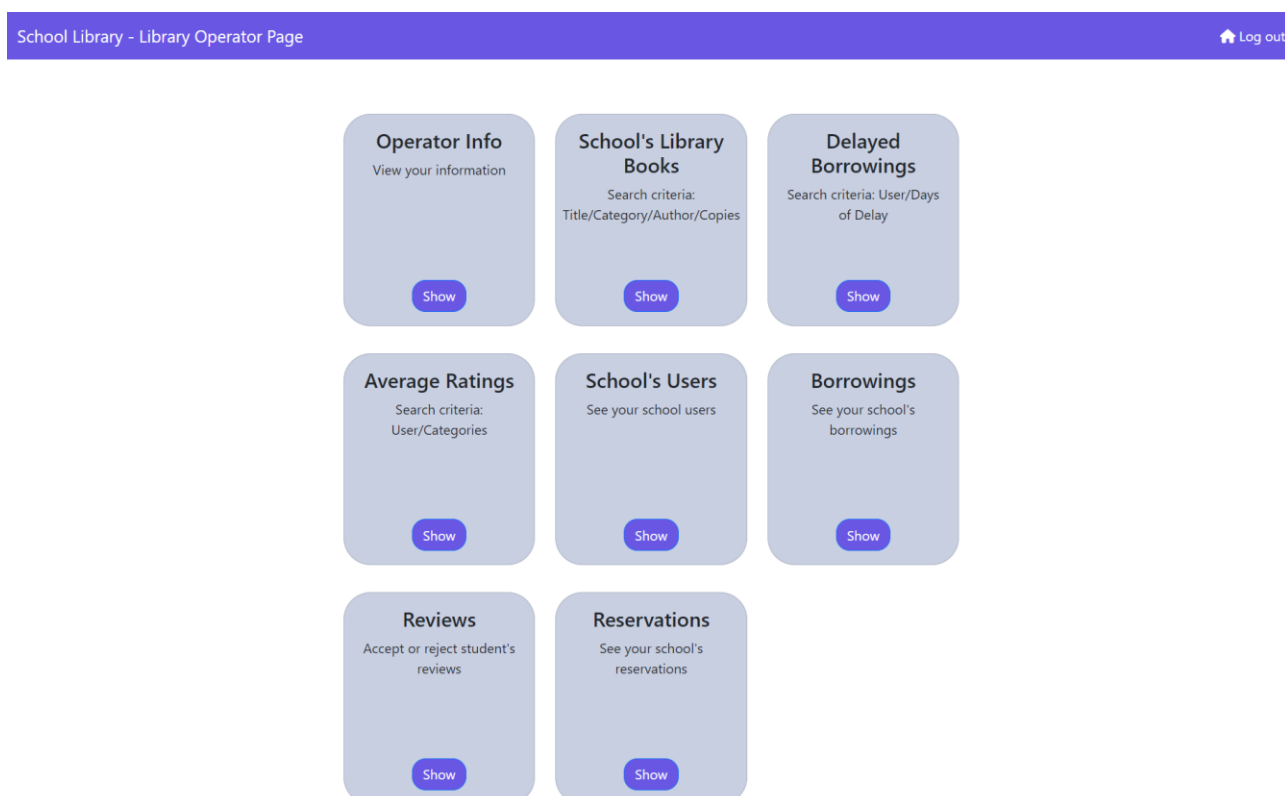 School Library - Library Operator Page
Log out
Operator Info
View your information
Show
School's Library
Books
Search criteria:
Title/Category/Author/Copies
Show
Delayed
Borrowings
Search criteria: User/Days
of Delay
Show
Average Ratings
Search criteria:
User/Categories
Show
School's Users
See your school users
Show
Borrowings
See your school's
borrowings
Show
Reviews
Accept or reject student's
reviews
Show
Reservations
See your school's
reservations
Show